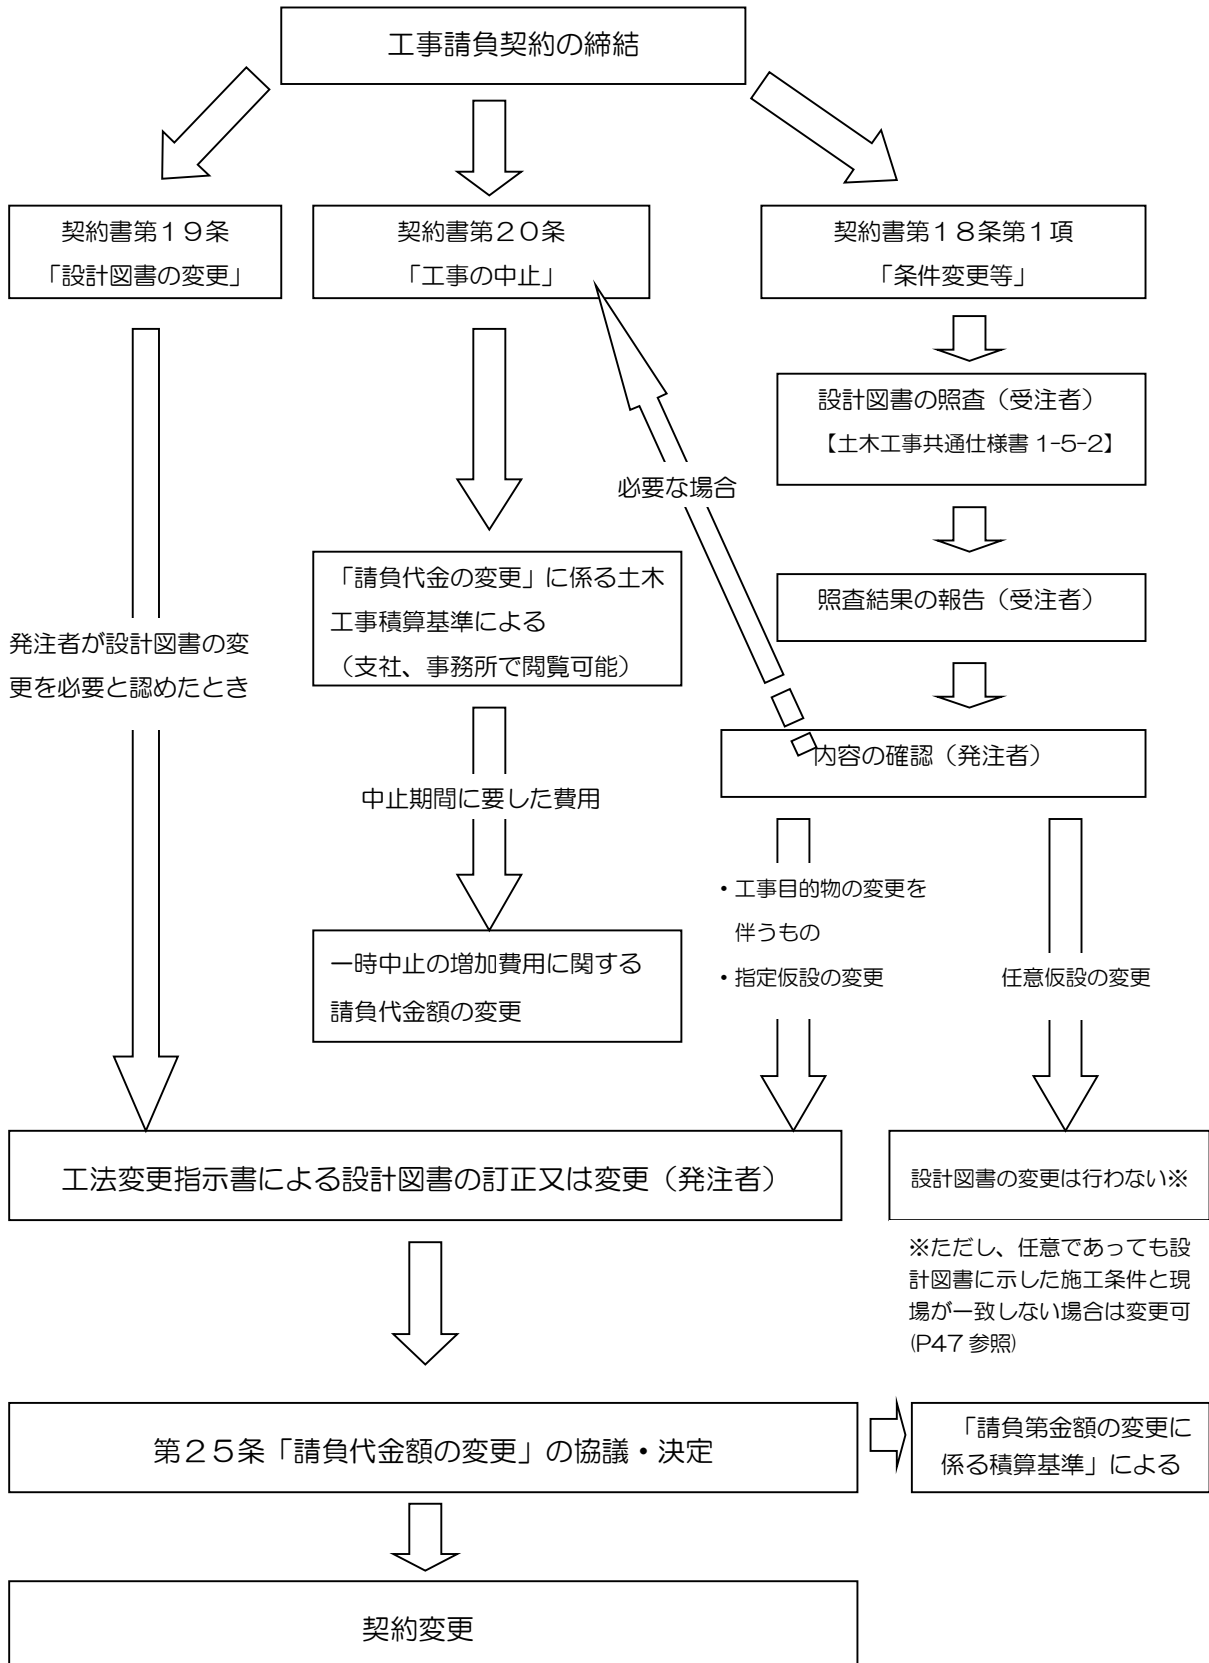 工事請負契約の締結
契約書第１９条
「設計図書の変更」
契約書第２０条
「工事の中止」
契約書第１８条第１項
「条件変更等」
設計図書の照査（受注者）
【土木工事共通仕様書 1-5-2】
必要な場合
「請負代金の変更」に係る土木
工事積算基準による
（支社、事務所で閲覧可能）
照査結果の報告（受注者）
発注者が設計図書の変
更を必要と認めたとき
内容の確認（発注者）
中止期間に要した費用
・工事目的物の変更を
伴うもの
・指定仮設の変更
任意仮設の変更
一時中止の増加費用に関する
請負代金額の変更
工法変更指示書による設計図書の訂正又は変更（発注者）
設計図書の変更は行わない※
※ただし、任意であっても設
計図書に示した施工条件と現
場が一致しない場合は変更可
(P47 参照)
第２５条「請負代金額の変更」の協議・決定
「請負第金額の変更に
係る積算基準」による
契約変更